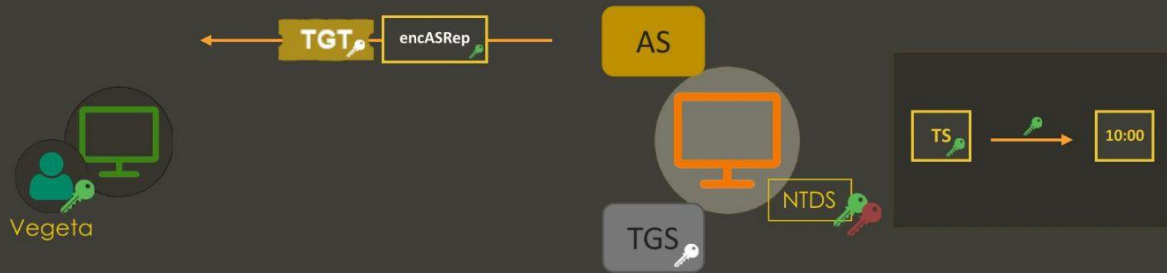 TGT
encASRep
AS
TS
10:00
NTDS
Vegeta
TGS